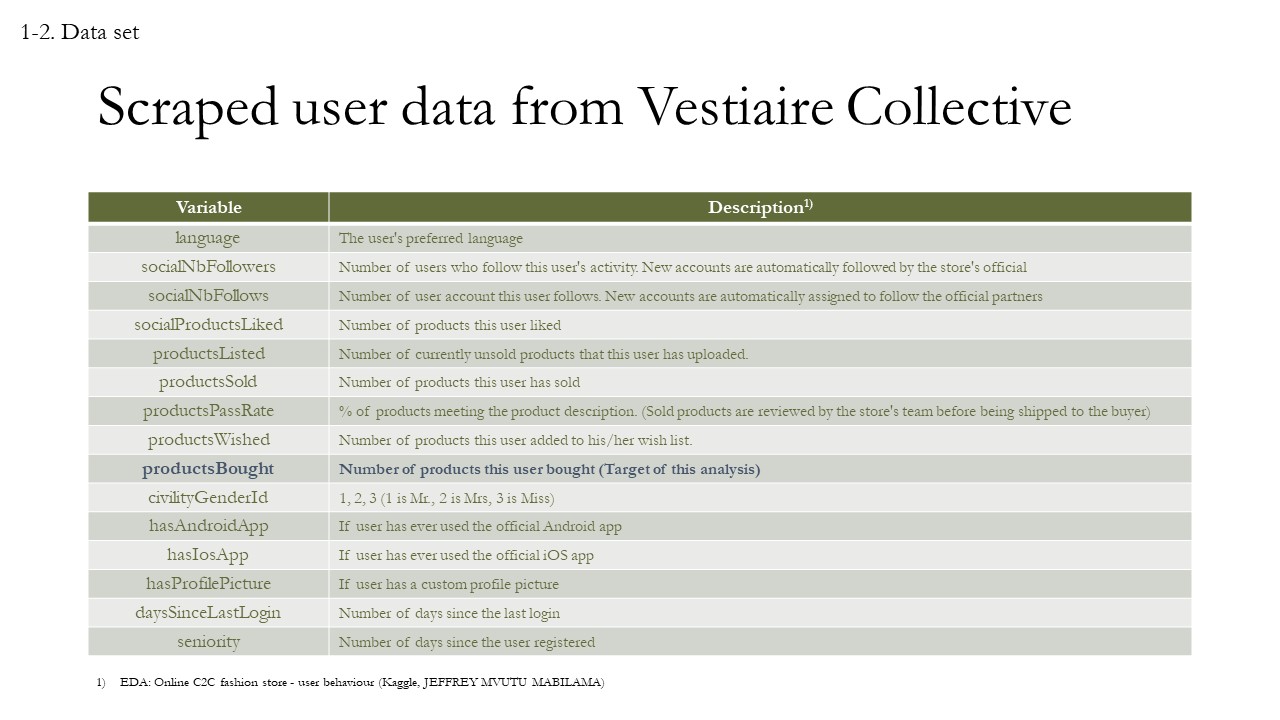 1-2. Data set
Scraped user data from Vestiaire Collective
Variable Description1)
language The user's preferred language
socialNbFollowers Number of users who follow this user's activity. New accounts are automatically followed by the store's official
socialNbFollows Number of user account this user follows. New accounts are automatically assigned to follow the official partners
socialProductsLiked Number of products this user liked
productsListed Number of currently unsold products that this user has uploaded.
productsSold Number of products this user has sold
productsPassRate % of products meeting the product description. (Sold products are reviewed by the store's team before being shipped to the buyer)
productsWished Number of products this user added to his/her wish list.
productsBought Number of products this user bought (Target of this analysis)
civilityGenderId 1, 2, 3 (1 is Mr., 2 is Mrs, 3 is Miss)
hasAndroidApp If user has ever used the official Android app
hasIosApp If user has ever used the official iOS app
hasProfilePicture If user has a custom profile picture
daysSinceLastLogin Number of days since the last login
seniority Number of days since the user registered
1) EDA: Online C2C fashion store - user behaviour (Kaggle, JEFFREY MVUTU MABILAMA)